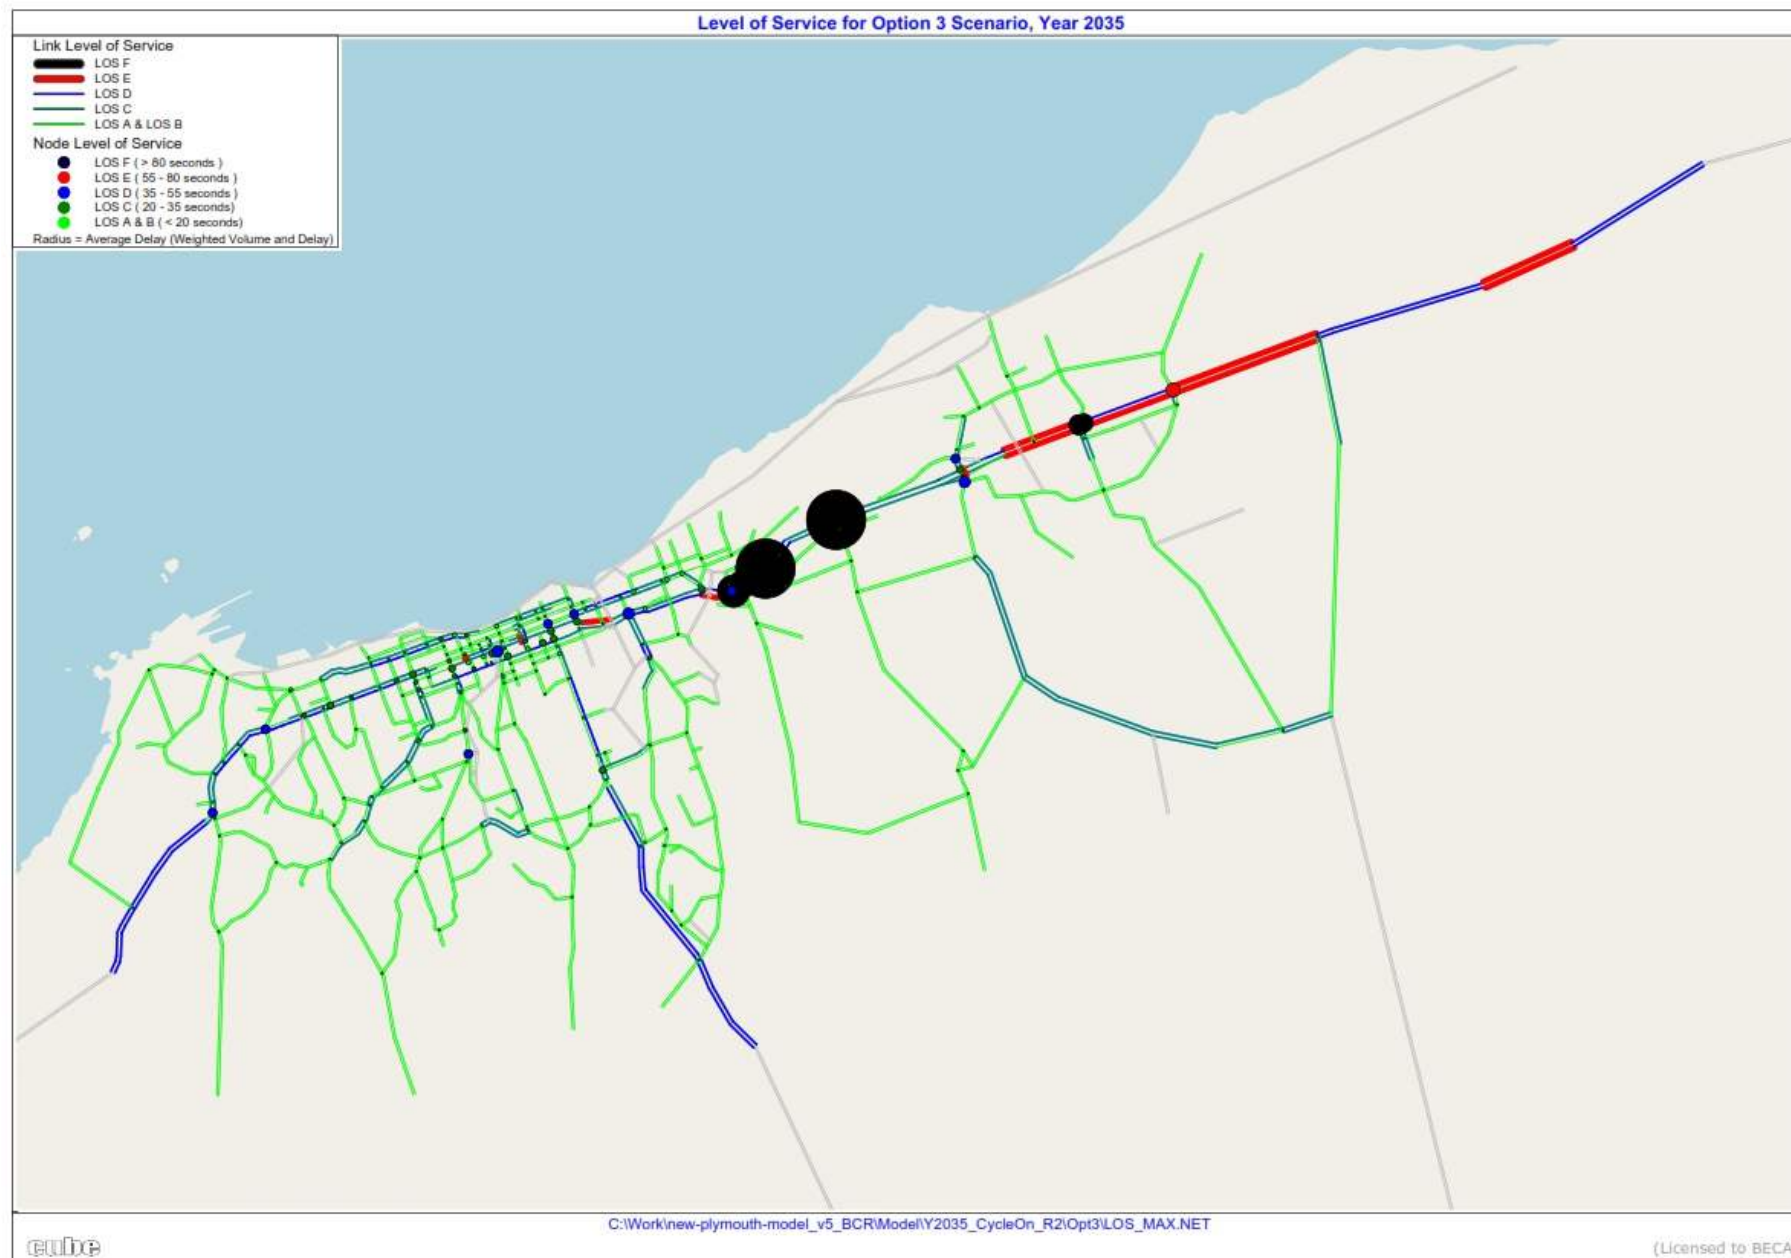 Level of Service for Option 3 Scenario, Year 2035
Link Level of Service
LOS F
LOS E
LOS D
LOS C
LOS A & LOS B
Node Level of Service
LOS F ( > 80 seconds )
LOS E ( 55 - 80 seconds )
LOS D ( 35 - 55 seconds )
LOS C ( 20 - 35 seconds)
LOS A & B ( < 20 seconds)
Radius = Average Delay (Weighted Volume and Delay)
C:\Work\new-plymouth-model_v5_BCR\Model\Y2035_CycleOn_R2\Opt3\LOS_MAX.NET
cube
(Licensed to BECA